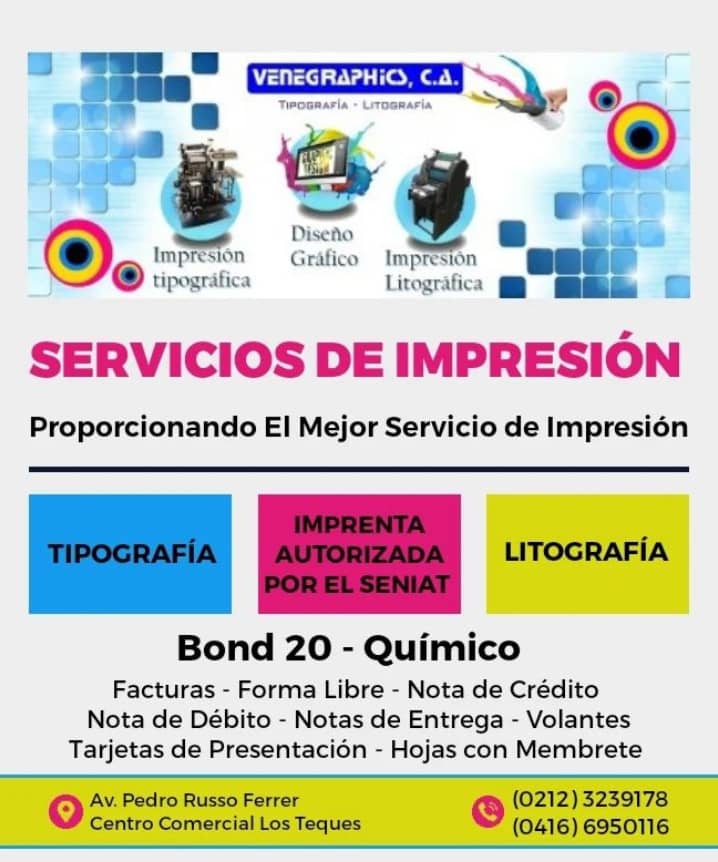 VENEGRAPHICS, C.A.
TIPOGRAFÍA - LITOGRAFÍA
Impresión
tipográfica
Diseño
Gráfico
Impresión
Litográfica
SERVICIOS DE IMPRESIÓN
Proporcionando El Mejor Servicio de Impresión
TIPOGRAFÍA
IMPRENTA
AUTORIZADA
POR EL SENIAT
LITOGRAFÍA
Bond 20 - Químico
Facturas - Forma Libre - Nota de Crédito
Nota de Débito - Notas de Entrega - Volantes
Tarjetas de Presentación - Hojas con Membrete
Av. Pedro Russo Ferrer
Centro Comercial Los Teques
(0212) 3239178
(0416) 6950116